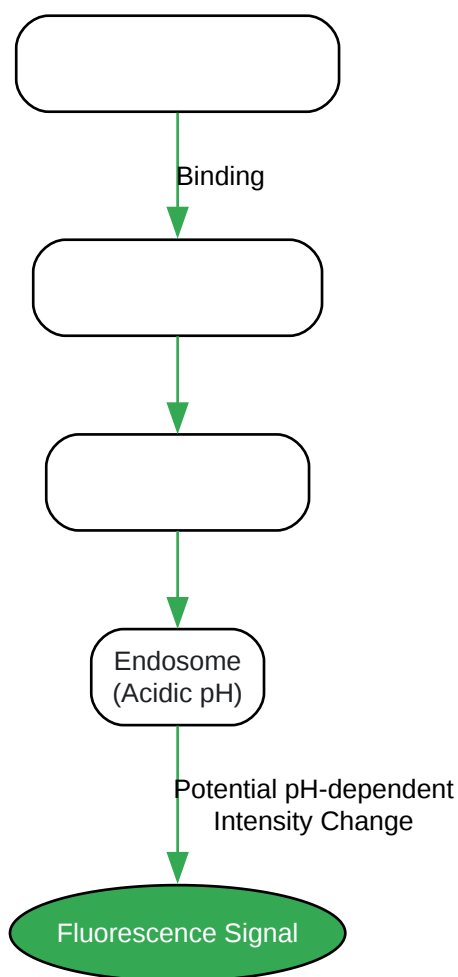 Binding
Endosome
(Acidic pH)
Potential pH-dependent
Intensity Change
Fluorescence Signal